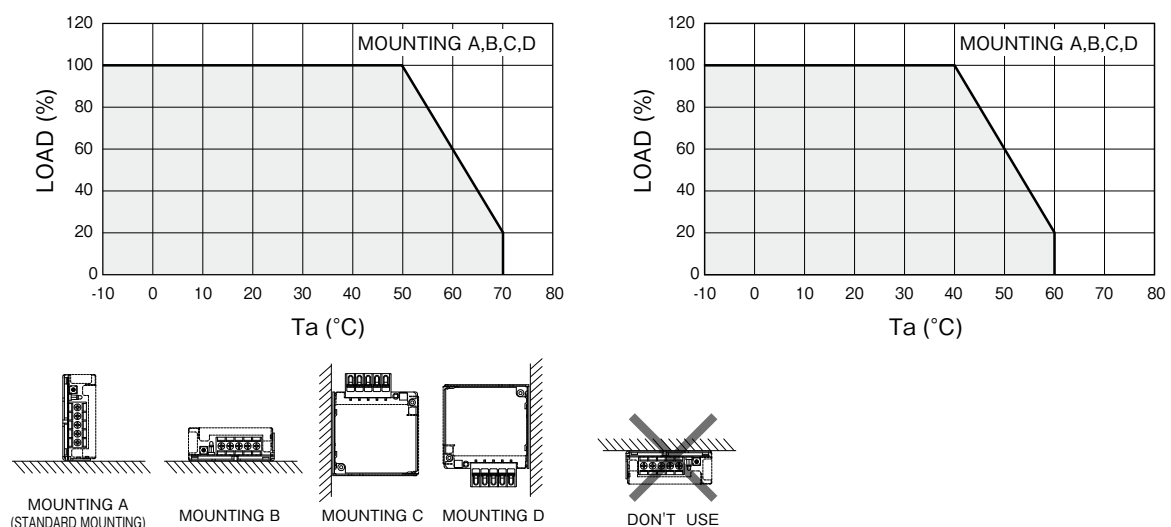 120
100
80
60
40
20
0
LOAD (%)
MOUNTING A,B,C,D
-10 0 10 20 30 40 50 60 70 80
Ta (°C)
120
100
80
60
40
20
0
LOAD (%)
MOUNTING A,B,C,D
-10 0 10 20 30 40 50 60 70 80
Ta (°C)
MOUNTING A
(STANDARD MOUNTING)
MOUNTING B
MOUNTING C
MOUNTING D
DON'T USE